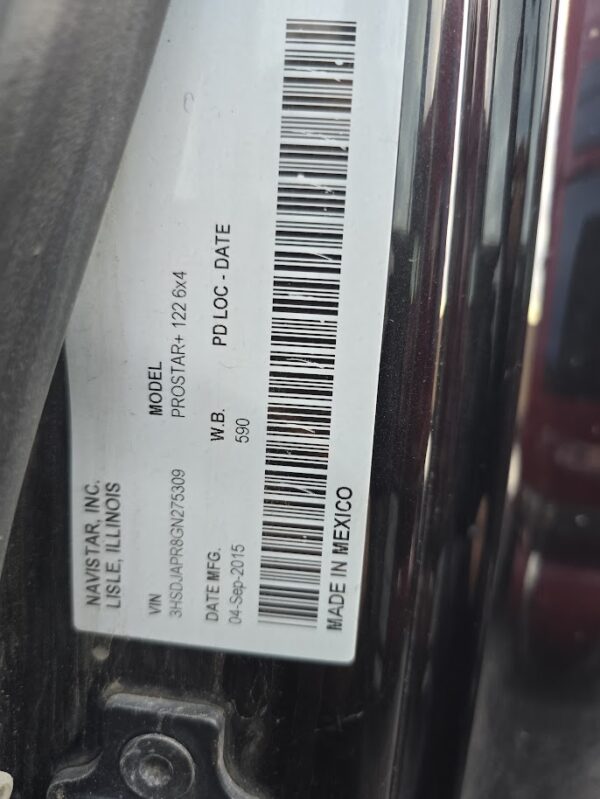 NAVISTAR, INC.
LISLE, ILLINOIS
VIN
MODEL
3HSDJAPR8GN275309
PROSTAR+ 122 6x4
DATE MFG.
W.B.
PD LOC - DATE
04-Sep-2015
590
MADE IN MEXICO